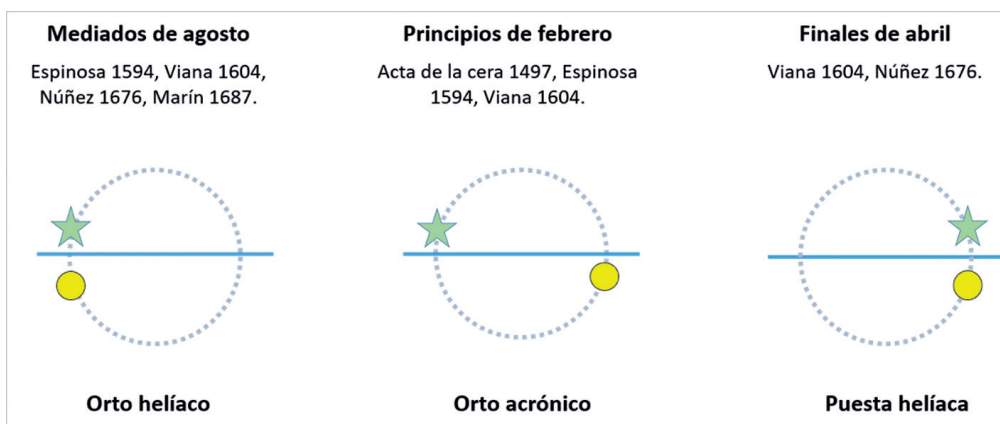 Mediados de agosto
Espinosa 1594, Viana 1604,
Núñez 1676, Marín 1687.
Orto helíaco
Principios de febrero
Acta de la cera 1497, Espinosa
1594, Viana 1604.
Orto acrónico
Finales de abril
Viana 1604, Núñez 1676.
Puesta helíaca